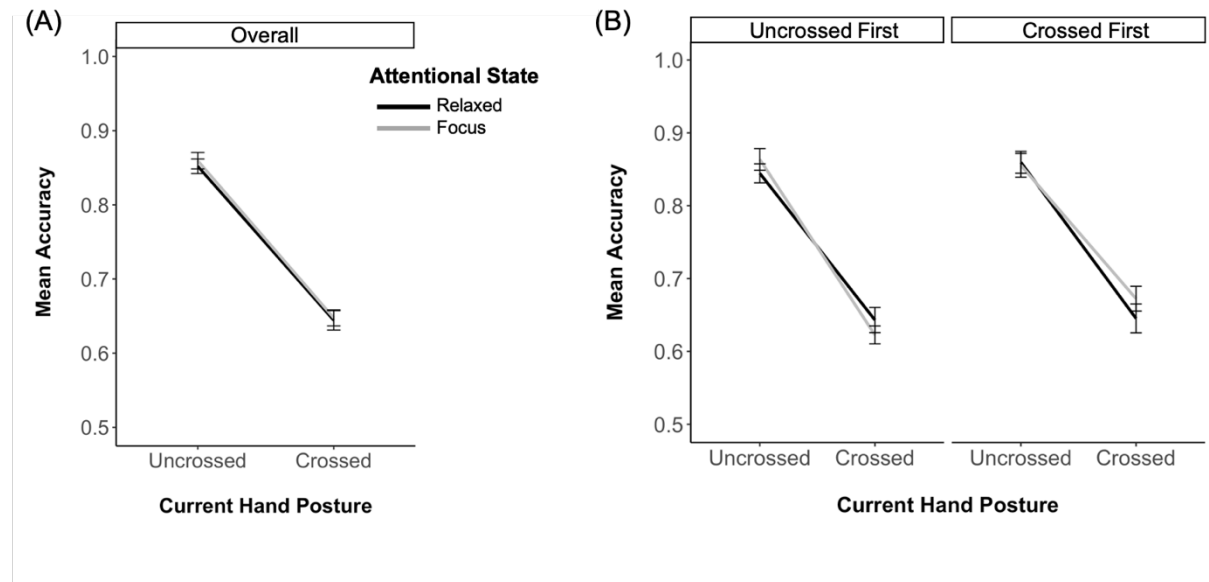 (A)
Overall
Attentional State
Relaxed
Focus
1.0
0.9
0.8
0.7
0.6
0.5
Mean Accuracy
Uncrossed Crossed
Current Hand Posture
(B)
Uncrossed First Crossed First
1.0
0.9
0.8
0.7
0.6
0.5
Mean Accuracy
Uncrossed Crossed Uncrossed Crossed
Current Hand Posture